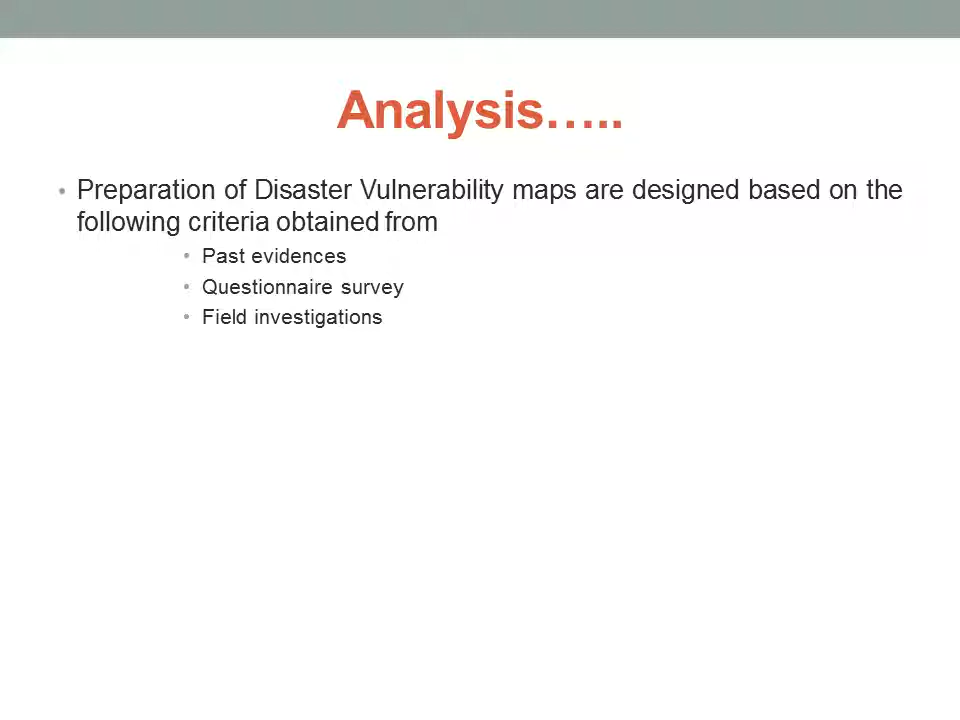 Analysis…..
• Preparation of Disaster Vulnerability maps are designed based on the
following criteria obtained from
• Past evidences
• Questionnaire survey
• Field investigations